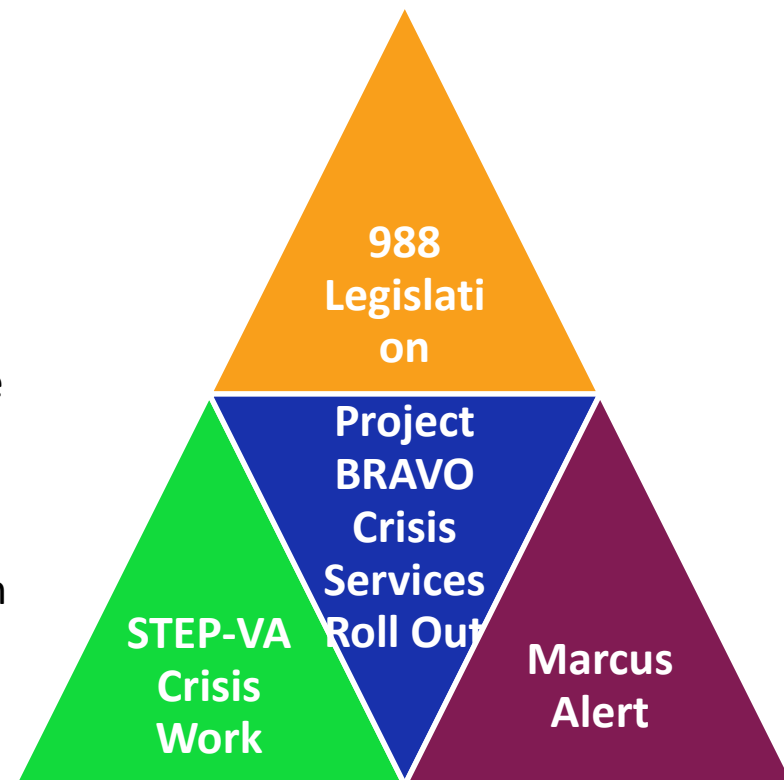 988
Legislati
on
e
Project
BRAVO
Crisis
Services
Roll Out
n
STEP-VA
Crisis
Work
Marcus
Alert